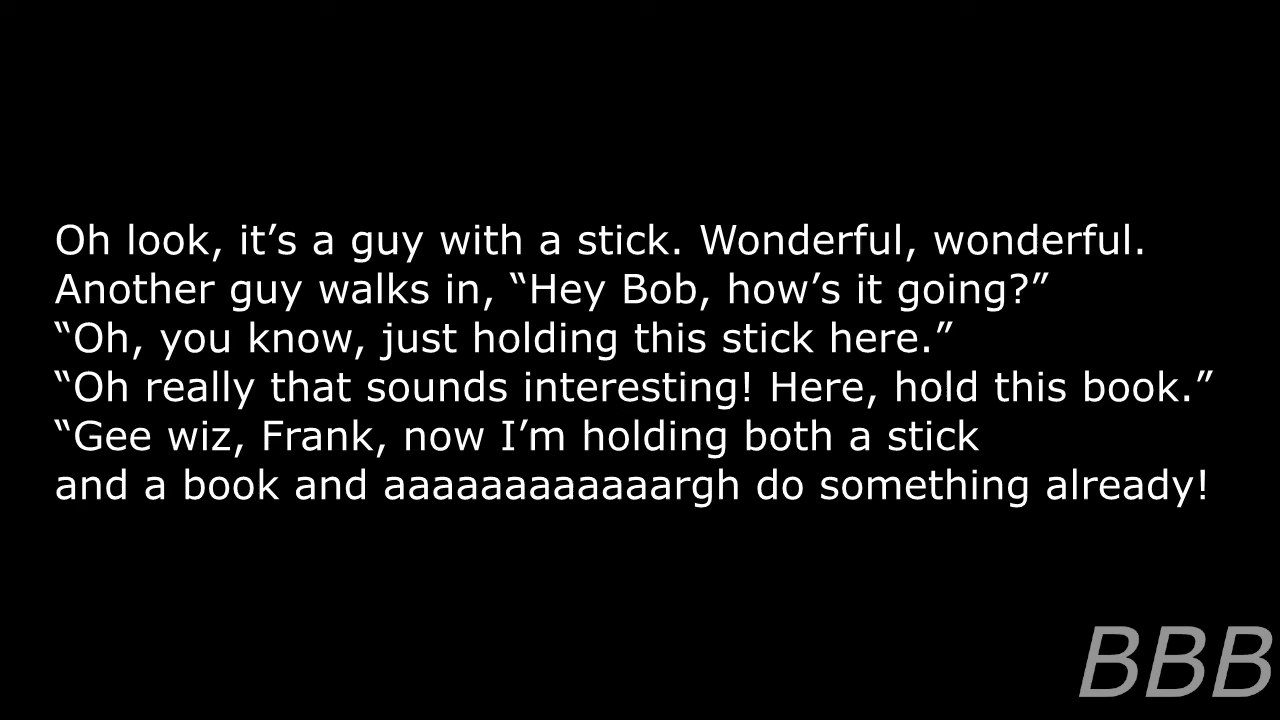 Oh look, it’s a guy with a stick. Wonderful, wonderful.
Another guy walks in, “Hey Bob, how’s it going?”
“Oh, you know, just holding this stick here.”
“Oh really that sounds interesting! Here, hold this book.”
“Gee wiz, Frank, now I’m holding both a stick
and a book and aaaaaaaaaaaargh do something already!
BBB